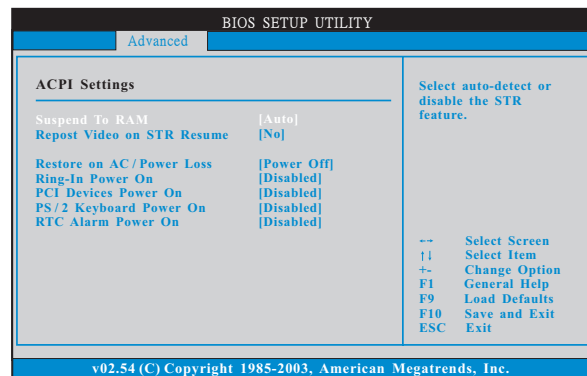 BIOS SETUP UTILITY
Advanced
ACPI Settings
Suspend To RAM [Auto]
Repost Video on STR Resume [No]
Restore on AC / Power Loss [Power Off]
Ring-In Power On [Disabled]
PCI Devices Power On [Disabled]
PS / 2 Keyboard Power On [Disabled]
RTC Alarm Power On [Disabled]
Select auto-detect or
disable the STR
feature.
←→ Select Screen
↑↓ Select Item
+- Change Option
F1 General Help
F9 Load Defaults
F10 Save and Exit
ESC Exit
v02.54 (C) Copyright 1985-2003, American Megatrends, Inc.